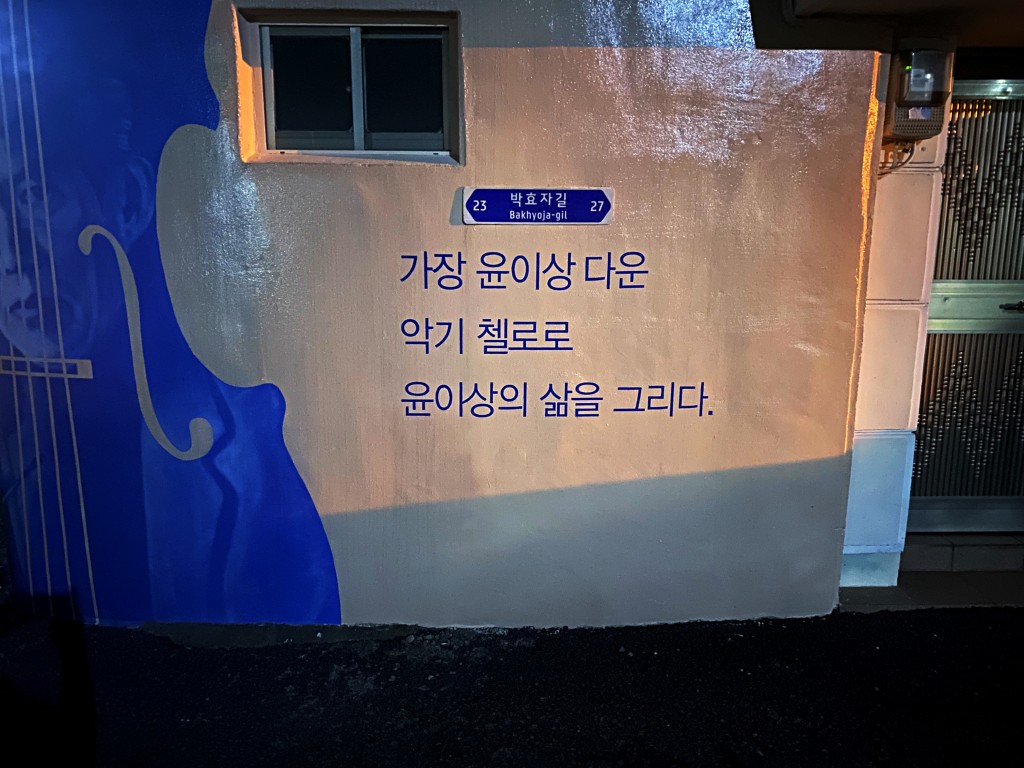 23 박효자길 27
Bakhyoja-gil
가장 윤이상 다운
악기 첼로로
윤이상의 삶을 그리다.